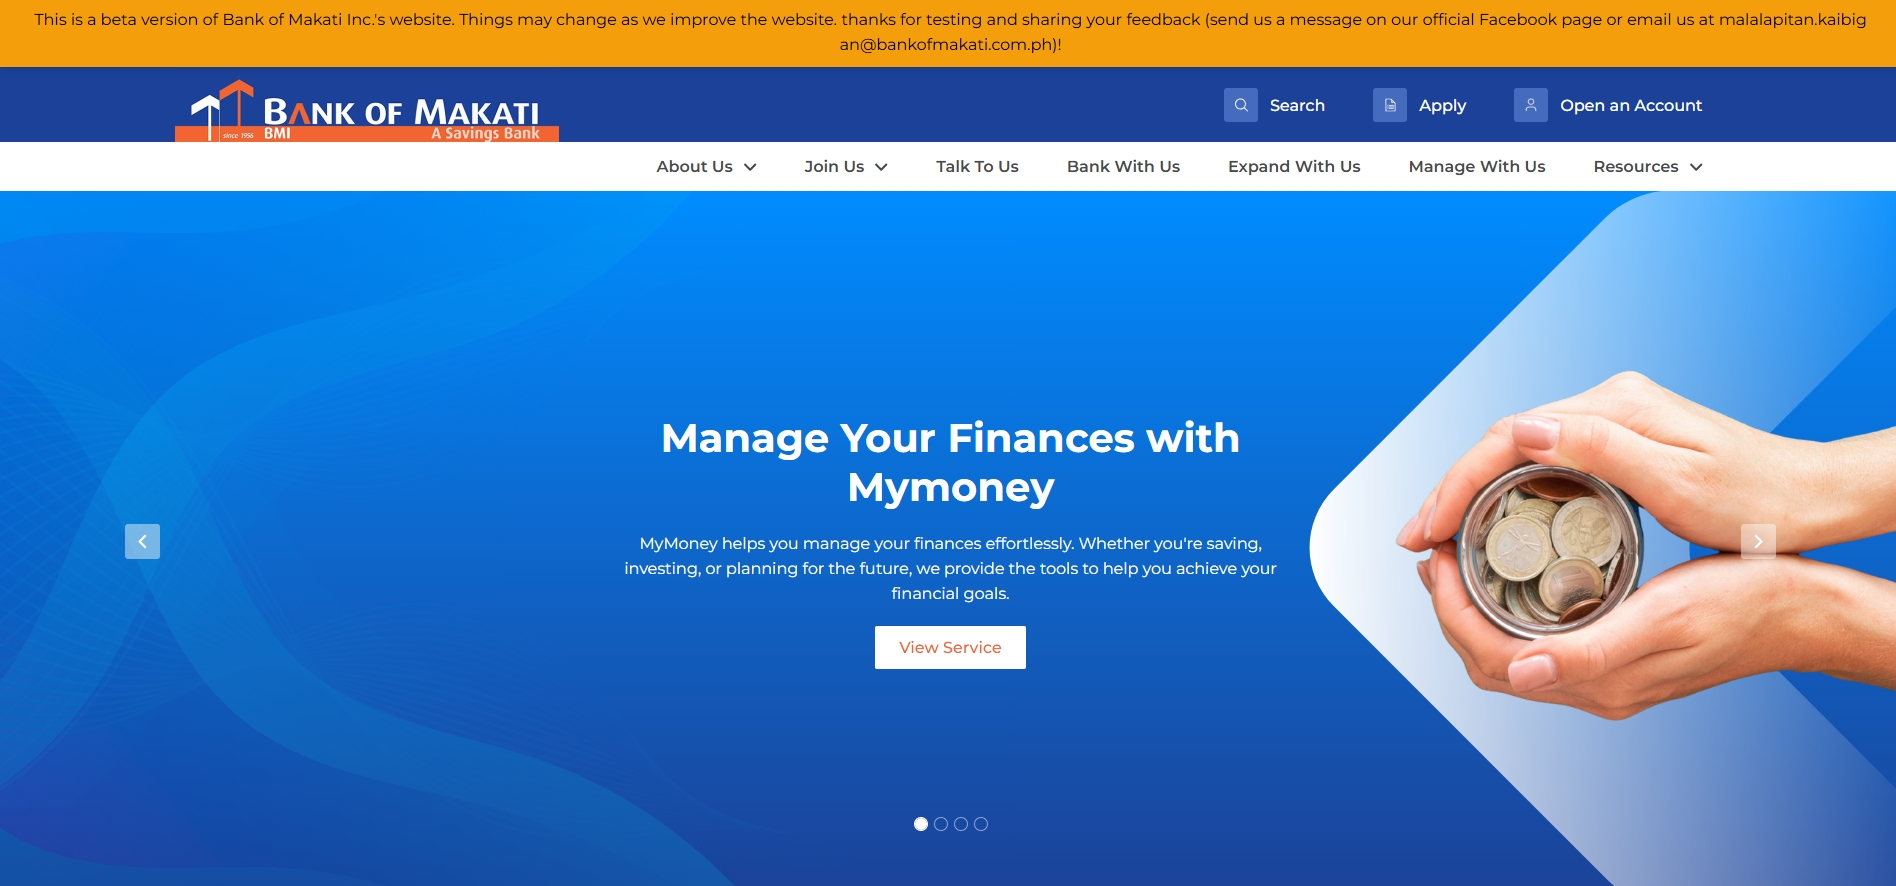 This is a beta version of Bank of Makati Inc.'s website. Things may change as we improve the website. thanks for testing and sharing your feedback (send us a message on our official Facebook page or email us at malalapitan.kaibig
an@bankofmakati.com.ph)!
BANK OF MAKATI
since 1956 BMI A Savings Bank
Search Apply Open an Account
About Us Join Us Talk To Us Bank With Us Expand With Us Manage With Us Resources
Manage Your Finances with
Mymoney
MyMoney helps you manage your finances effortlessly. Whether you're saving,
investing, or planning for the future, we provide the tools to help you achieve your
financial goals.
View Service